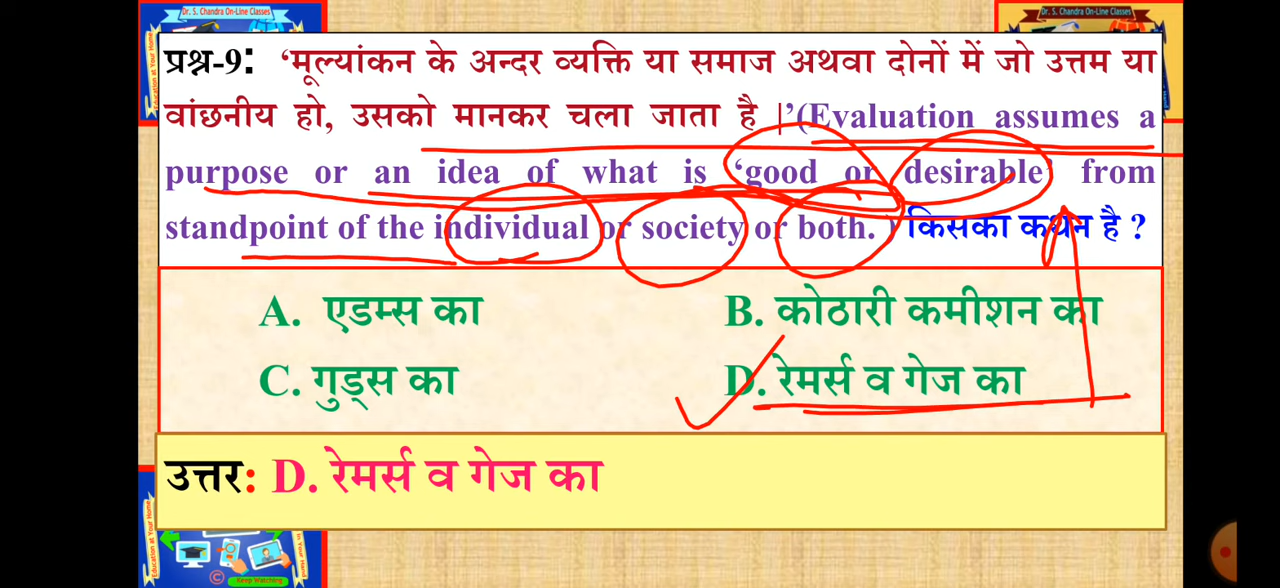 Dr. S. Chandra On-Line Classes
Dr. S. Chandra On-Line Classes
प्रश्न-9: ‘मूल्यांकन के अन्दर व्यक्ति या समाज अथवा दोनों में जो उत्तम या
वांछनीय हो, उसको मानकर चला जाता है |’(Evaluation assumes a
purpose or an idea of what is ‘good or desirable’ from
standpoint of the individual or society or both. ) किसका कथन है ?
A. एडम्स का
B. कोठारी कमीशन का
C. गुड्स का
D. रेमर्स व गेज का
उत्तर: D. रेमर्स व गेज का
Keep Watching